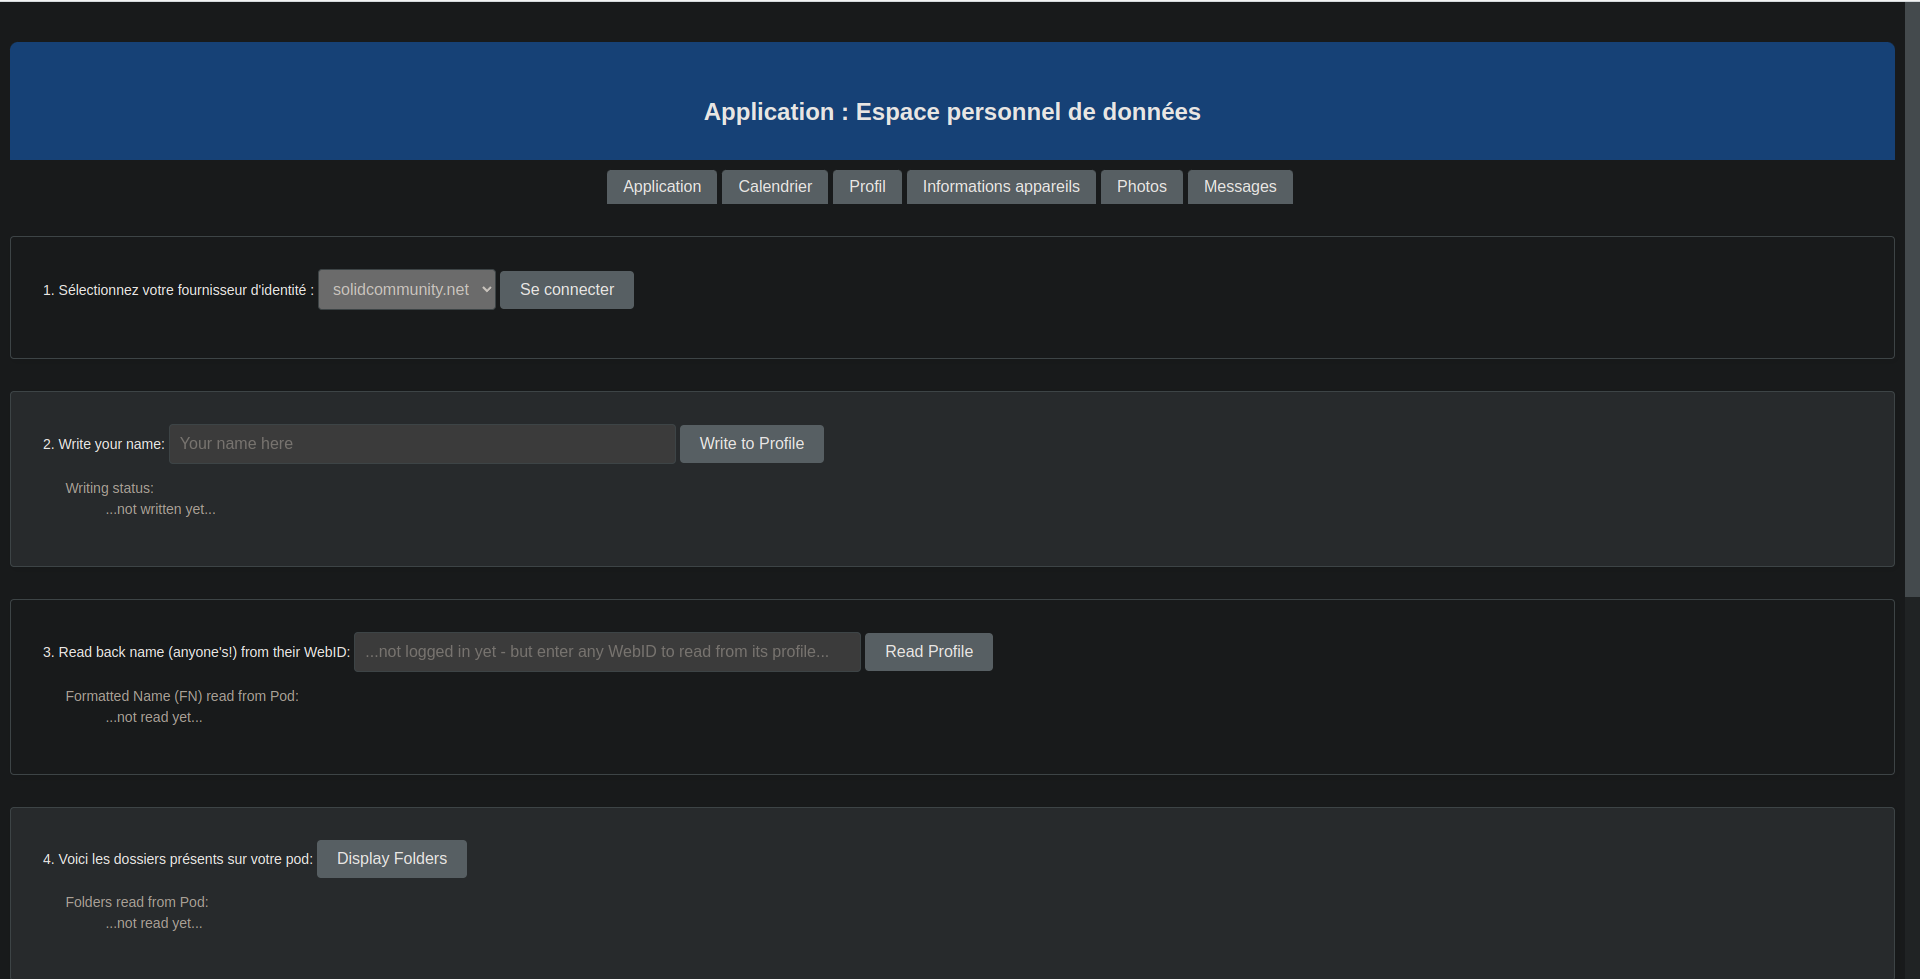 Application : Espace personnel de données
Application Calendrier Profil Informations appareils Photos Messages
1. Sélectionnez votre fournisseur d'identité : solidcommunity.net Se connecter
2. Write your name: Your name here Write to Profile
Writing status:
...not written yet...
3. Read back name (anyone's!) from their WebID: ...not logged in yet - but enter any WebID to read from its profile... Read Profile
Formatted Name (FN) read from Pod:
...not read yet...
4. Voici les dossiers présents sur votre pod: Display Folders
Folders read from Pod:
...not read yet...